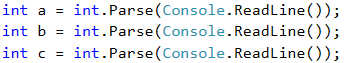 int a = int.Parse(Console.ReadLine());
int b = int.Parse(Console.ReadLine());
int c = int.Parse(Console.ReadLine());